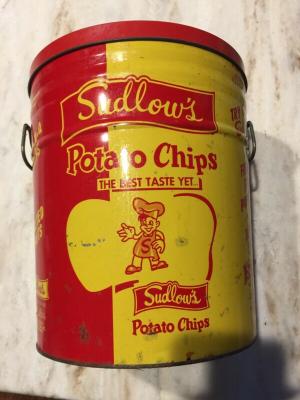 Sudlow's
Potato Chips
THE BEST TASTE YET..
S
Sudlow's
Potato Chips